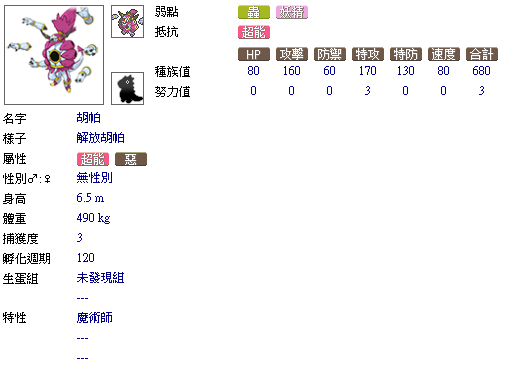 弱點 蟲 妖精
抵抗 超能
HP 攻擊 防禦 特攻 特防 速度 合計
種族值 80 160 60 170 130 80 680
努力值 0 0 0 3 0 0 3
名字 胡帕
樣子 解放胡帕
屬性 超能 惡
性別♂:♀ 無性別
身高 6.5 m
體重 490 kg
捕獲度 3
孵化週期 120
生蛋組 未發現組
---
特性 魔術師
---
---